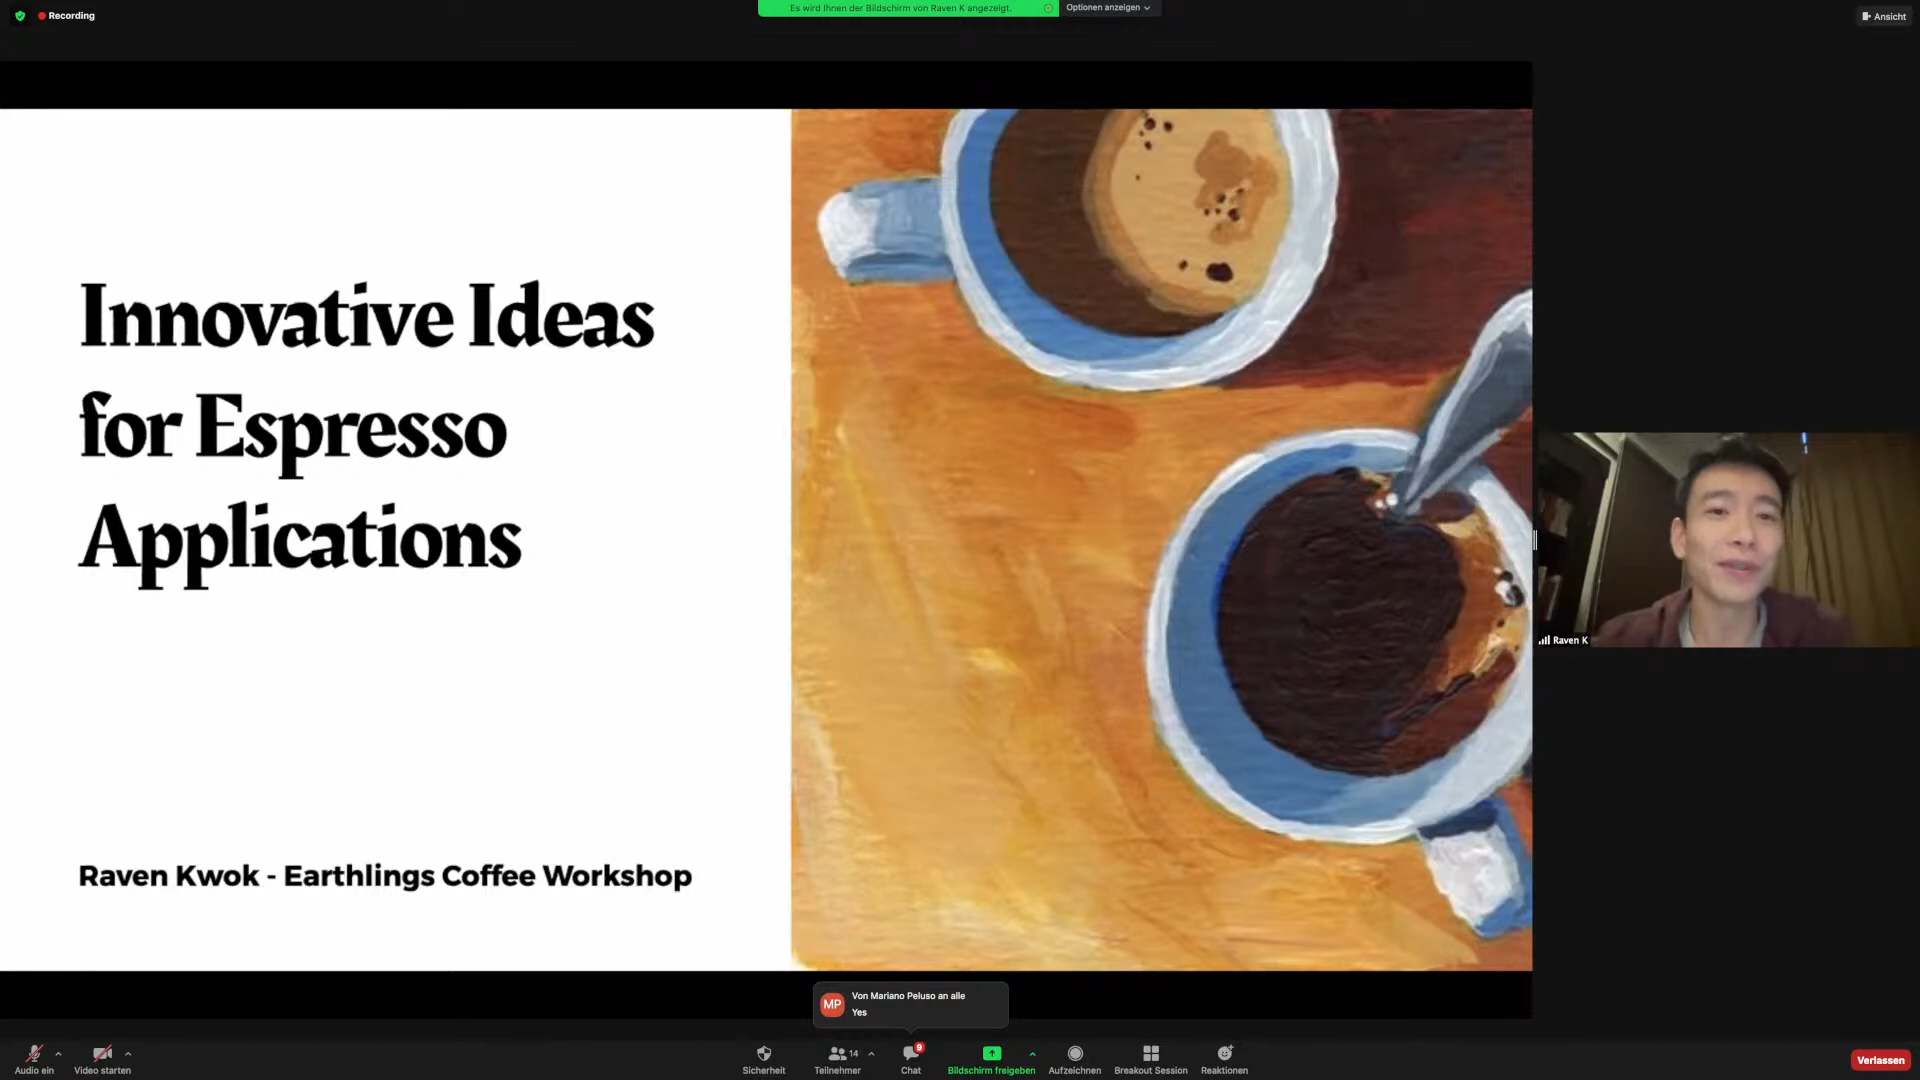 Recording
Es wird Ihnen der Bildschirm von Raven K angezeigt.
Optionen anzeigen
Ansicht
Innovative Ideas
for Espresso
Applications
Raven Kwok - Earthlings Coffee Workshop
Raven K
MP
Von Mariano Peluso an alle
Yes
Audio ein
Video starten
Sicherheit
14
Teilnehmer
9
Chat
Bildschirm freigeben
Aufzeichnen
Breakout Session
Reaktionen
Verlassen